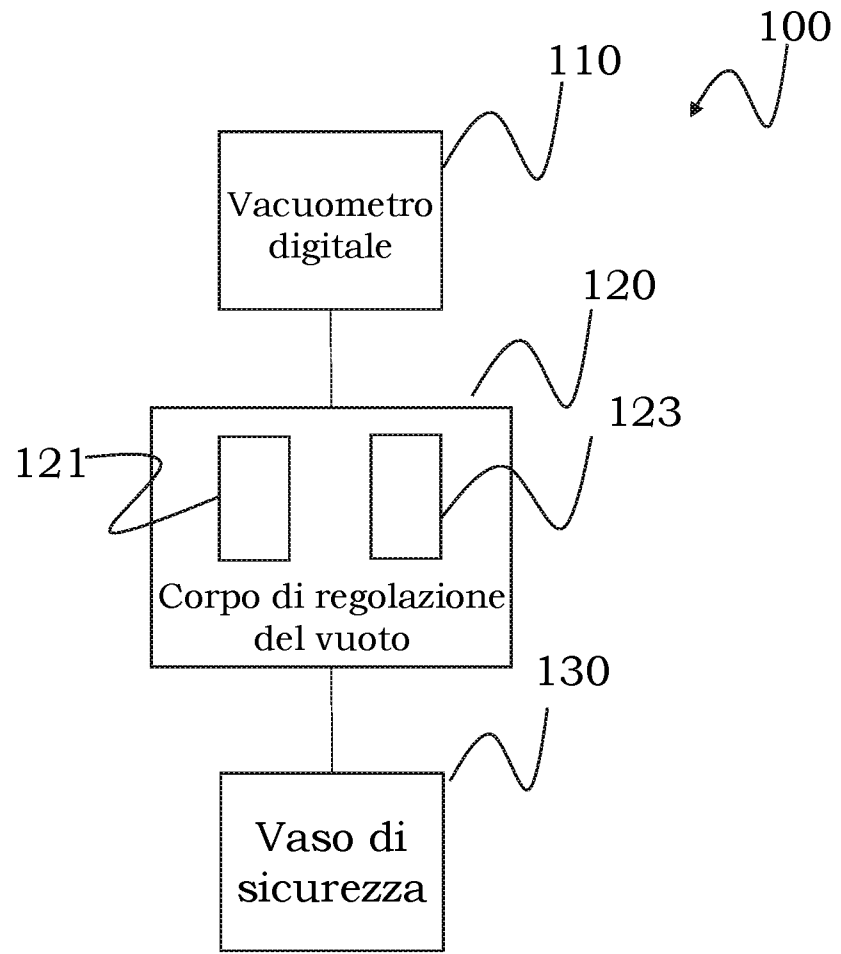 100
110
Vacuometro
digitale
120
123
121
Corpo di regolazione
del vuoto
130
Vaso di
sicurezza